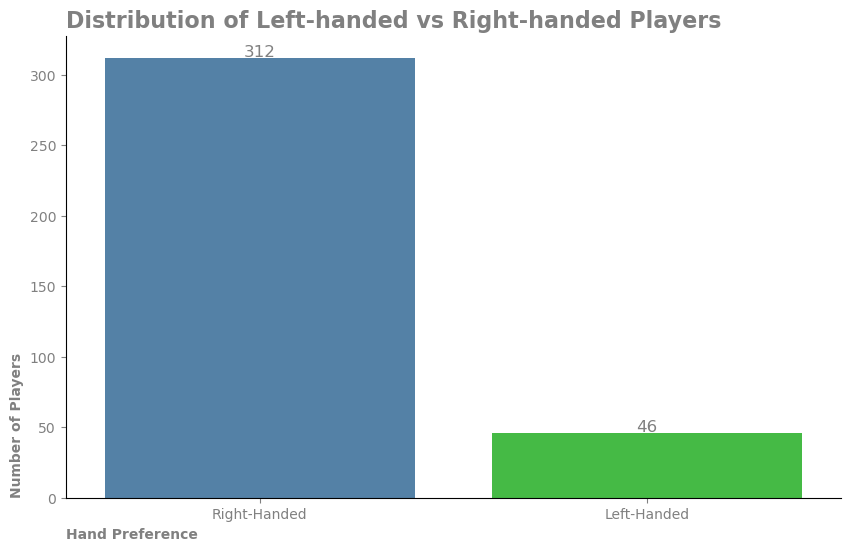 Distribution of Left-handed vs Right-handed Players
312
300
250
200
150
100
50
0
46
Number of Players
Right-Handed
Left-Handed
Hand Preference